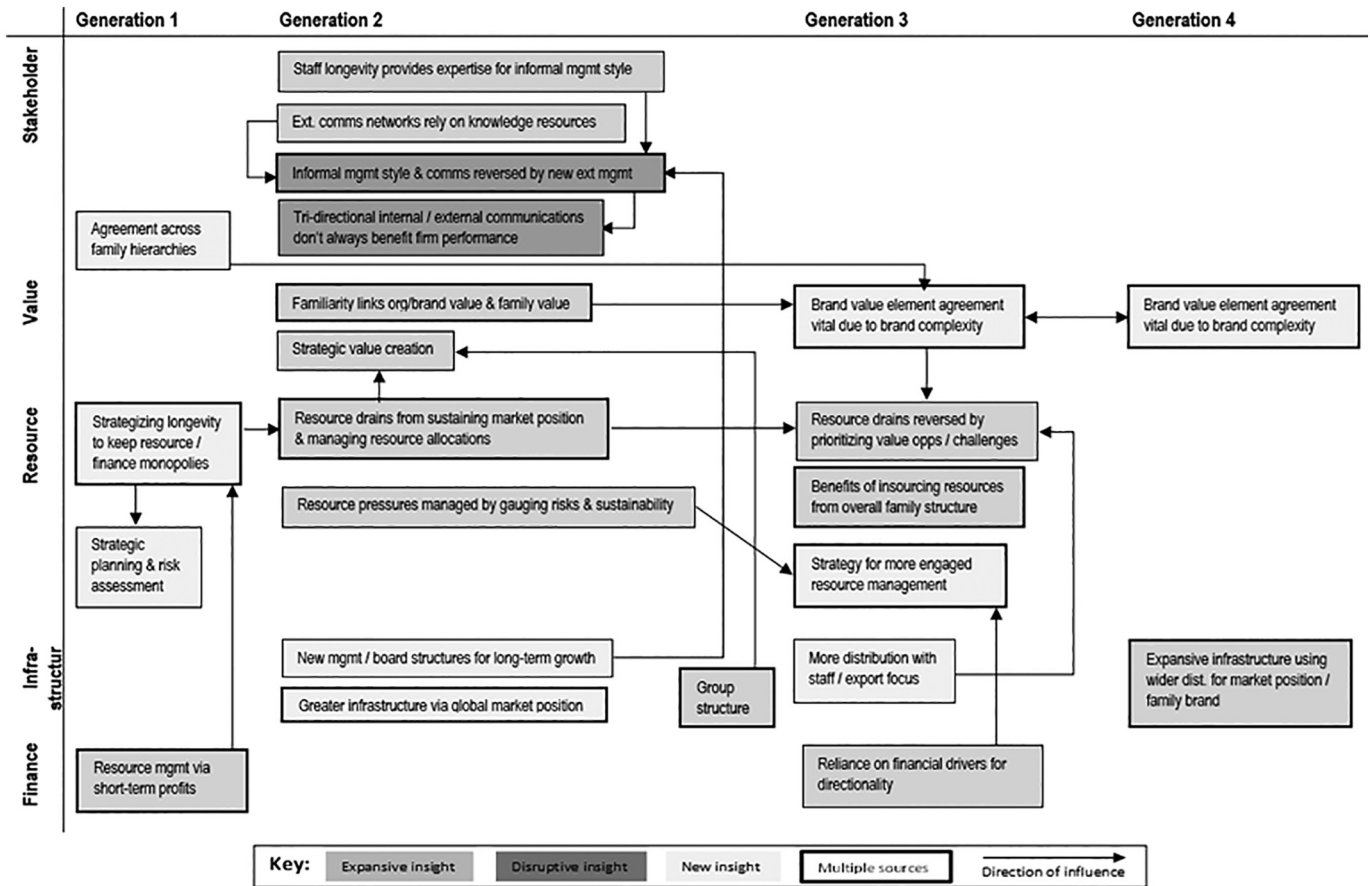 Generation 1
Generation 2
Generation 3
Generation 4
Stakeholder
Staff longevity provides expertise for informal mgmt style
Ext. comms networks rely on knowledge resources
Informal mgmt style & comms reversed by new ext mgmt
Tri-directional internal / external communications
don't always benefit firm performance
Agreement across
family hierarchies
Value
Familiarity links org/brand value & family value
Brand value element agreement
vital due to brand complexity
Brand value element agreement
vital due to brand complexity
Strategic value creation
Resource
Strategizing longevity
to keep resource /
finance monopolies
Resource drains from sustaining market position
& managing resource allocations
Resource drains reversed by
prioritizing value opps / challenges
Benefits of insourcing resources
from overall family structure
Resource pressures managed by gauging risks & sustainability
Strategic
planning & risk
assessment
Strategy for more engaged
resource management
Infra-
structur
New mgmt / board structures for long-term growth
Greater infrastructure via global market position
Group
structure
More distribution with
staff / export focus
Expansive infrastructure using
wider dist. for market position /
family brand
Finance
Resource mgmt via
short-term profits
Reliance on financial drivers for
directionality
Key:
Expansive insight
Disruptive insight
New insight
Multiple sources
Direction of influence